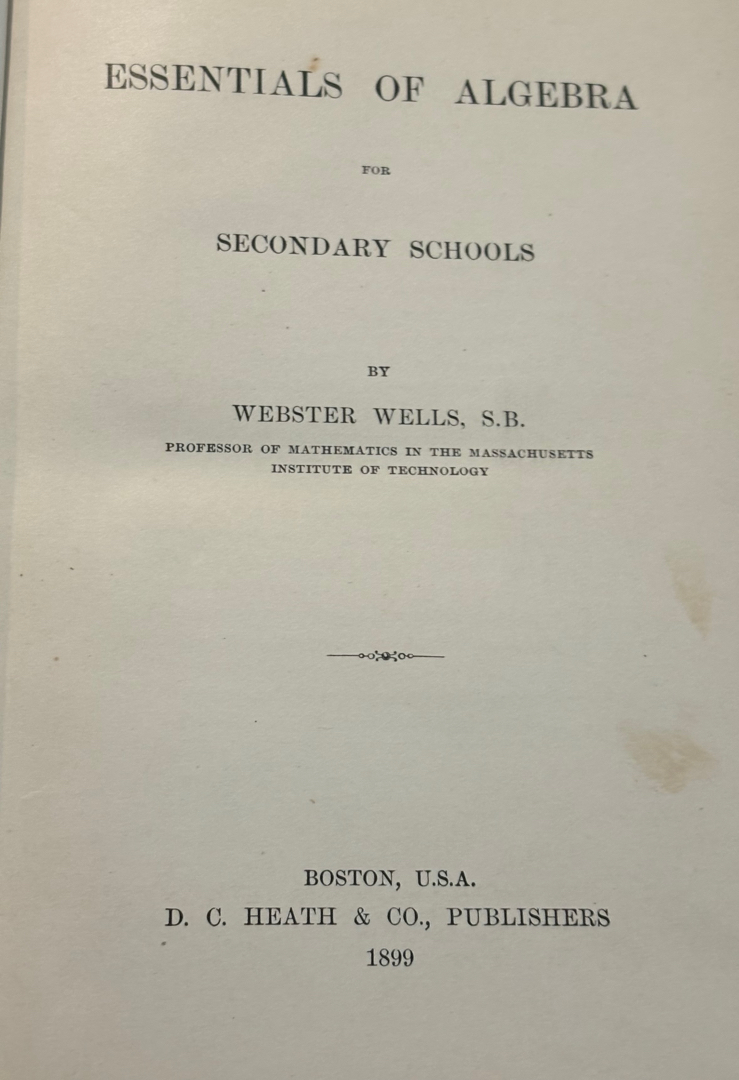 ESSENTIALS OF ALGEBRA
FOR
SECONDARY SCHOOLS
BY
WEBSTER WELLS, S.B.
PROFESSOR OF MATHEMATICS IN THE MASSACHUSETTS
INSTITUTE OF TECHNOLOGY
BOSTON, U.S.A.
D. C. HEATH & CO., PUBLISHERS
1899